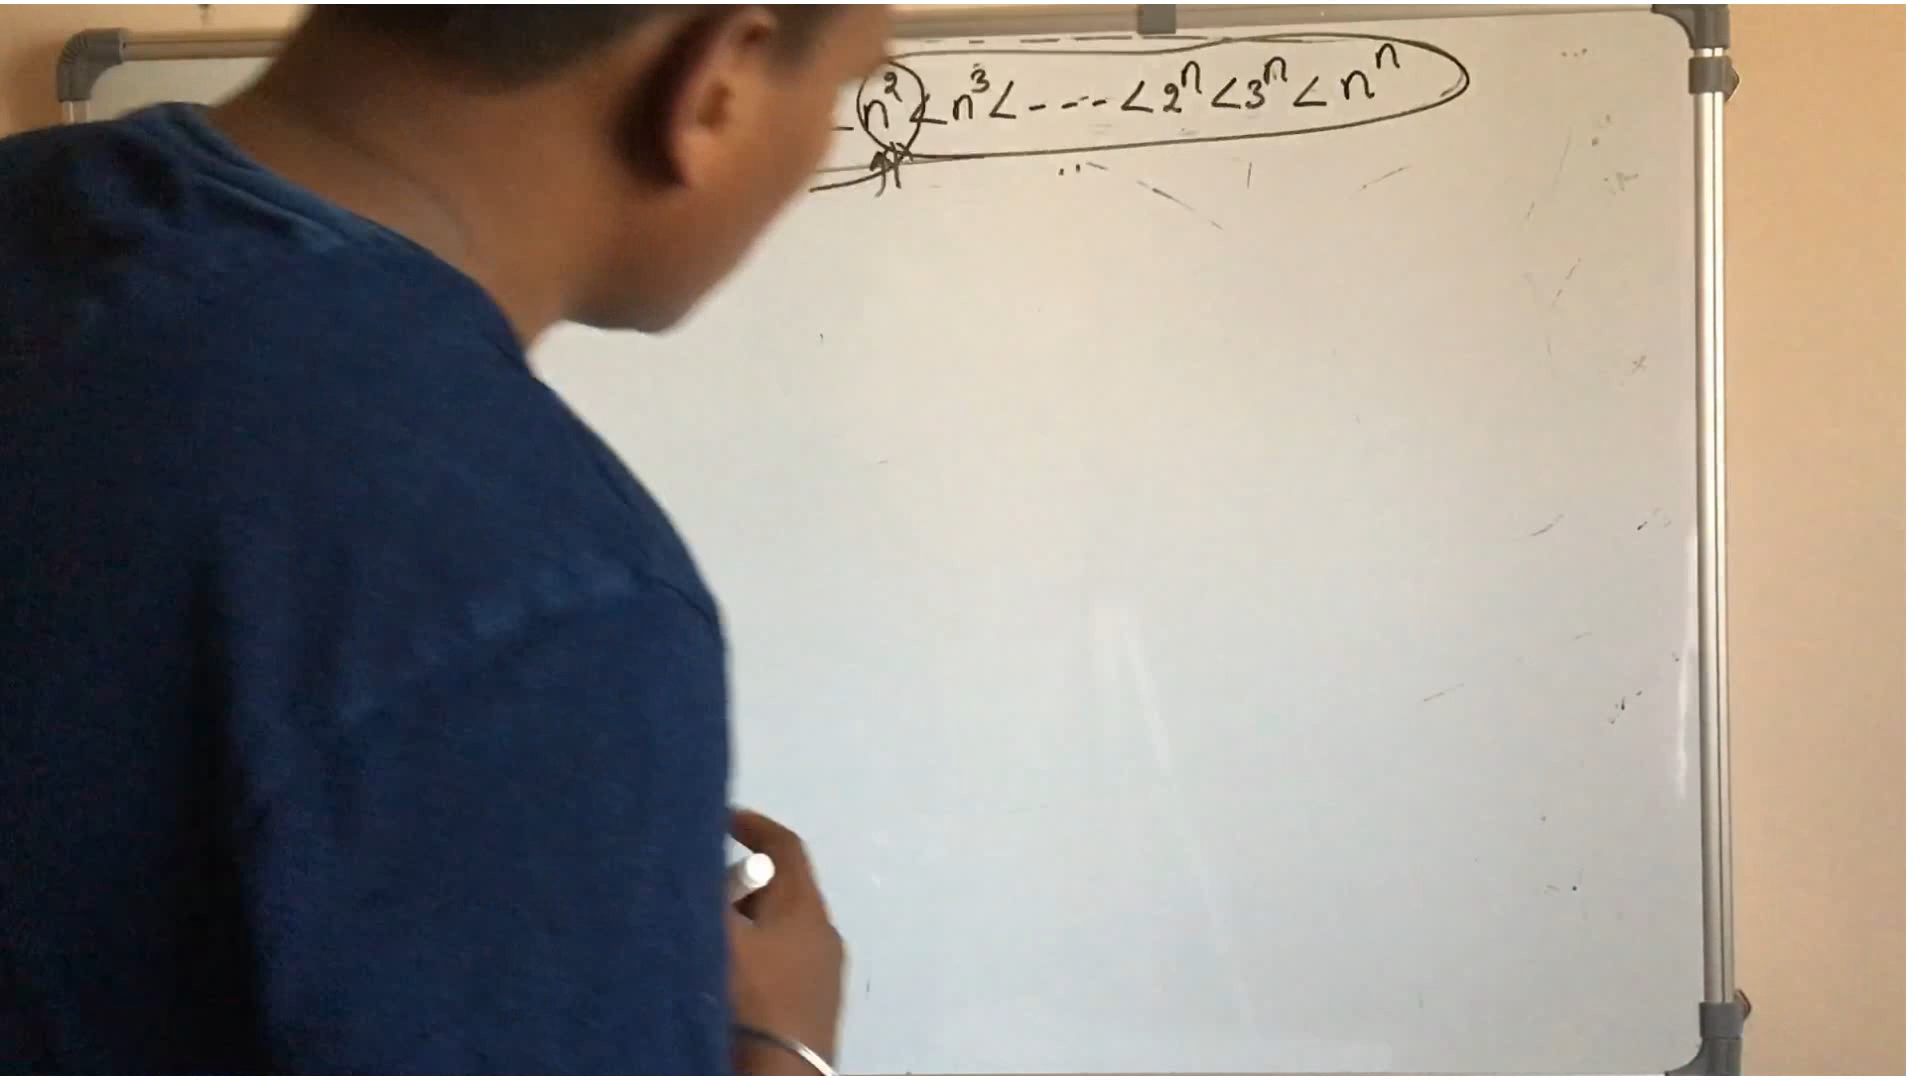 n² < n³ < ---- < 2ⁿ < 3ⁿ < nⁿ